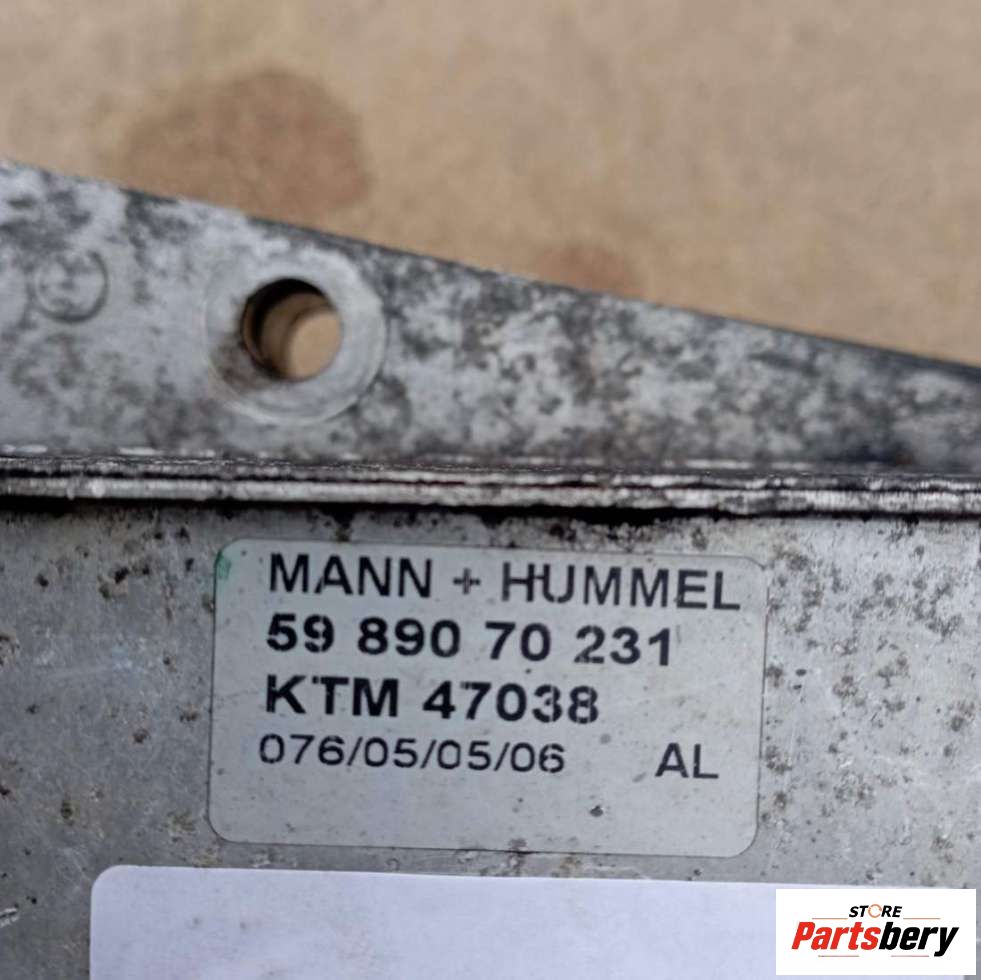 MANN + HUMMEL
59 890 70 231
KTM 47038
076/05/05/06 AL
STORE
Partsbery